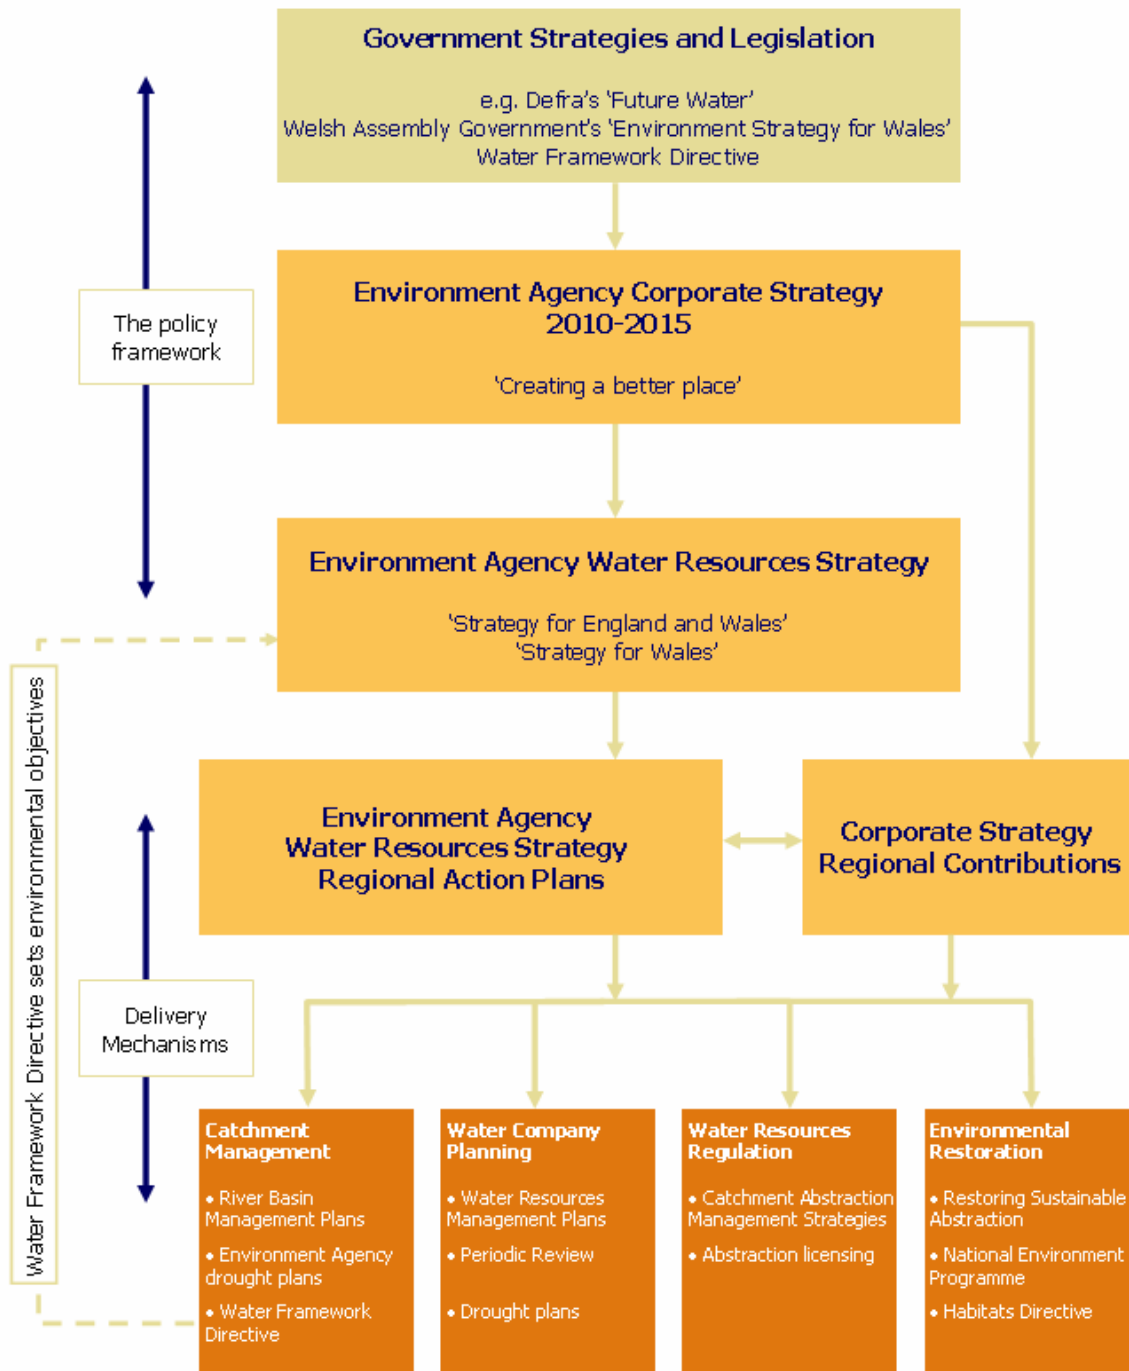 Government Strategies and Legislation
e.g. Defra's 'Future Water'
Welsh Assembly Government's 'Environment Strategy for Wales'
Water Framework Directive
The policy
framework
Environment Agency Corporate Strategy
2010-2015
'Creating a better place'
Environment Agency Water Resources Strategy
'Strategy for England and Wales'
'Strategy for Wales'
Water Framework Directive sets environmental objectives
Environment Agency
Water Resources Strategy
Regional Action Plans
Corporate Strategy
Regional Contributions
Delivery
Mechanisms
Catchment
Management
• River Basin
Management Plans
• Environment Agency
drought plans
• Water Framework
Directive
Water Company
Planning
• Water Resources
Management Plans
• Periodic Review
• Drought plans
Water Resources
Regulation
• Catchment Abstraction
Management Strategies
• Abstraction licensing
Environmental
Restoration
• Restoring Sustainable
Abstraction
• National Environment
Programme
• Habitats Directive